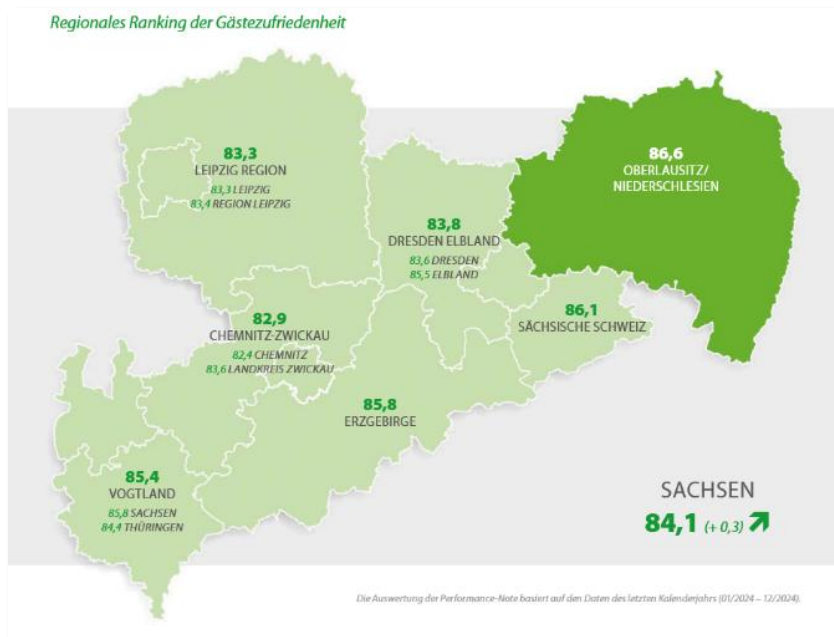 Regionales Ranking der Gästezufriedenheit
83,3
LEIPZIG REGION
83,3 LEIPZIG
83,4 REGION LEIPZIG
83,8
DRESDEN ELBLAND
83,6 DRESDEN
85,5 ELBLAND
86,6
OBERLAUSITZ/
NIEDERSCHLESIEN
82,9
CHEMNITZ-ZWICKAU
82,4 CHEMNITZ
83,6 LANDKREIS ZWICKAU
86,1
SÄCHSISCHE SCHWEIZ
85,8
ERZGEBIRGE
85,4
VOGTLAND
85,8 SACHSEN
84,4 THÜRINGEN
SACHSEN
84,1 (+ 0,3)
Die Auswertung der Performance-Note basiert auf den Daten des letzten Kalenderjahrs (01/2024 – 12/2024).